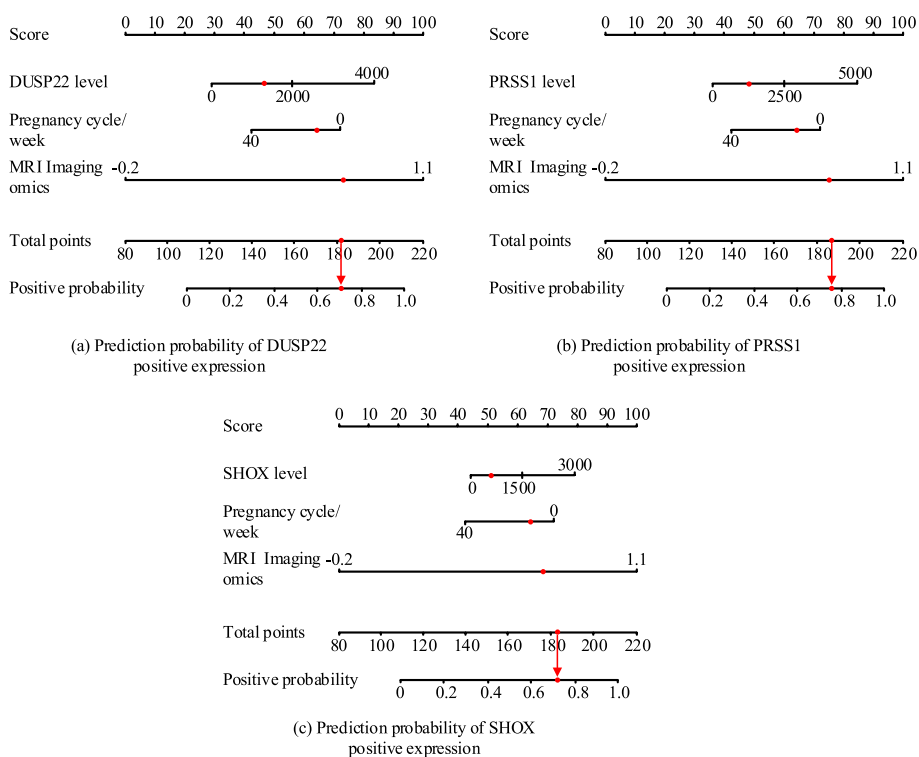 0 10 20 30 40 50 60 70 80 90 100
Score
DUSP22 level
4000
0 2000
Pregnancy cycle/
week
0
40
MRI Imaging
omics
-0.2 1.1
Total points
80 100 120 140 160 180 200 220
Positive probability
0 0.2 0.4 0.6 0.8 1.0
(a) Prediction probability of DUSP22
positive expression
0 10 20 30 40 50 60 70 80 90 100
Score
PRSS1 level
5000
0 2500
Pregnancy cycle/
week
0
40
MRI Imaging
omics
-0.2 1.1
Total points
80 100 120 140 160 180 200 220
Positive probability
0 0.2 0.4 0.6 0.8 1.0
(b) Prediction probability of PRSS1
positive expression
0 10 20 30 40 50 60 70 80 90 100
Score
SHOX level
3000
0 1500
Pregnancy cycle/
week
0
40
MRI Imaging
omics
-0.2 1.1
Total points
80 100 120 140 160 180 200 220
Positive probability
0 0.2 0.4 0.6 0.8 1.0
(c) Prediction probability of SHOX
positive expression